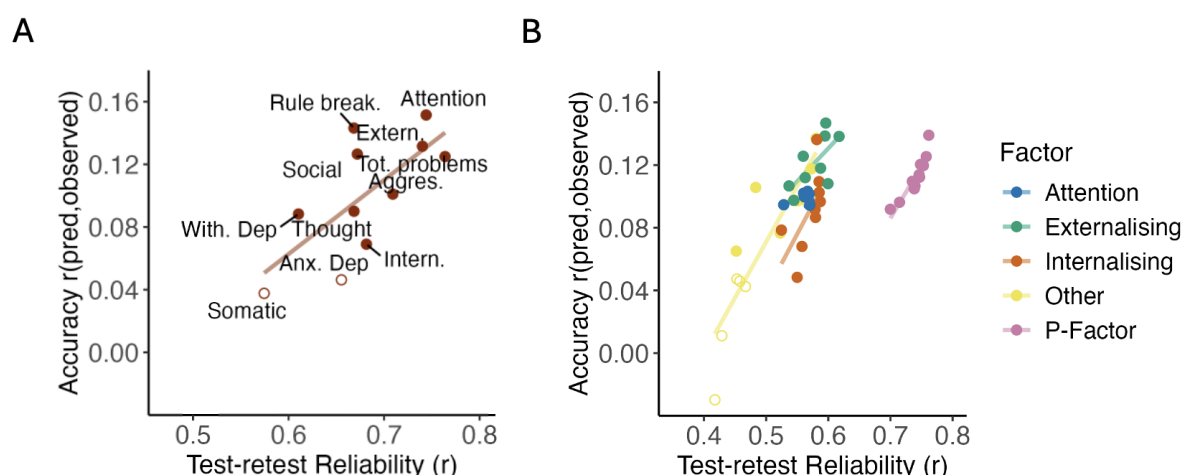 A
Accuracy r(pred,observed)
0.16
0.12
0.08
0.04
0.00
Rule break.
Attention
Extern.
Social
Tot. problems
Aggres.
With. Dep
Thought
Anx. Dep
Intern.
Somatic
0.5 0.6 0.7 0.8
Test-retest Reliability (r)
B
Accuracy r(pred,observed)
0.16
0.12
0.08
0.04
0.00
0.4 0.5 0.6 0.7 0.8
Test-retest Reliability (r)
Factor
Attention
Externalising
Internalising
Other
P-Factor